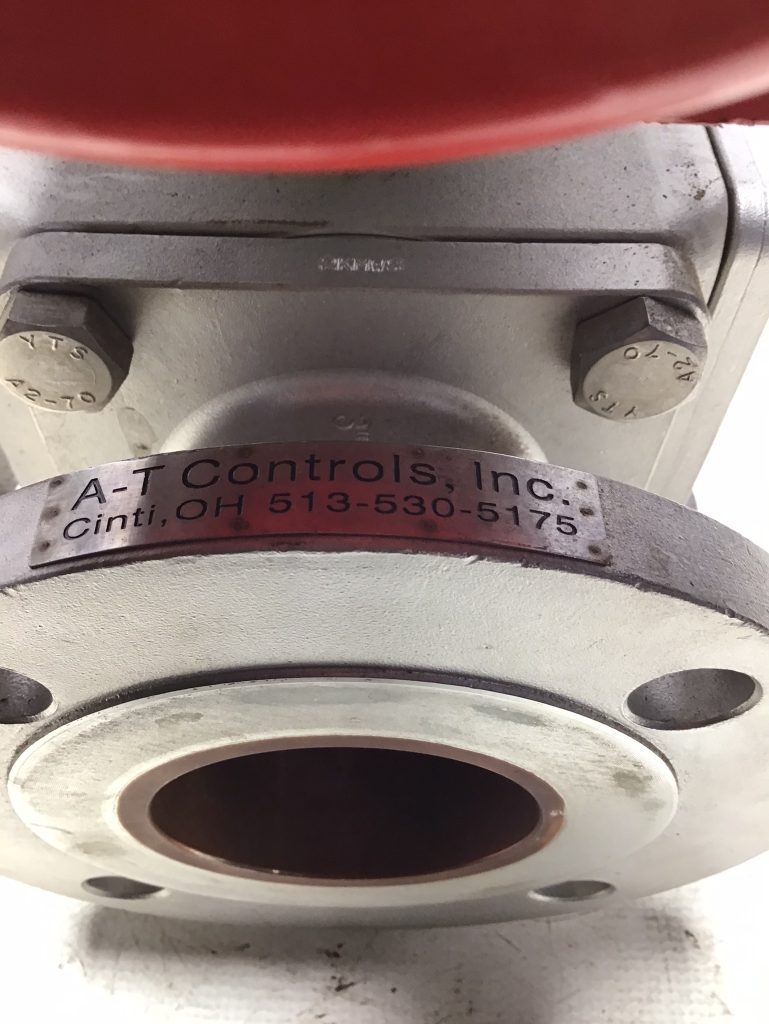 YTS
A2-70
A2-70
YTS
A-T Controls, Inc.
Cinti, OH 513-530-5175